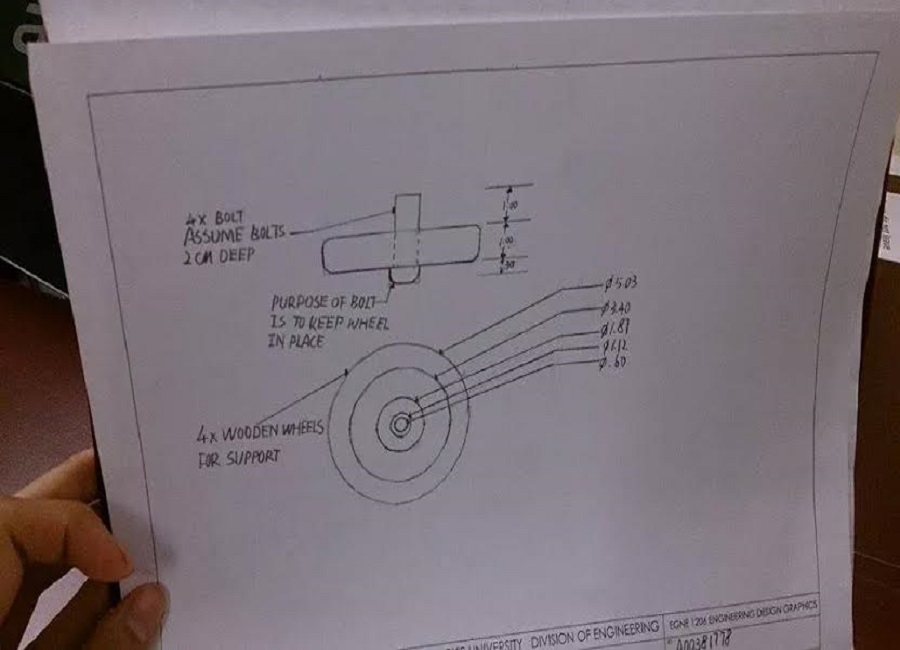 4X BOLT
ASSUME BOLTS
2 CM DEEP
1.00
1.00
.50
PURPOSE OF BOLT
IS TO KEEP WHEEL
IN PLACE
ø5.03
ø3.40
ø1.87
ø1.12
ø.60
4x WOODEN WHEELS
FOR SUPPORT
UNIVERSITY DIVISION OF ENGINEERING
EGNE 1206 ENGINEERING DESIGN GRAPHICS
A00381778